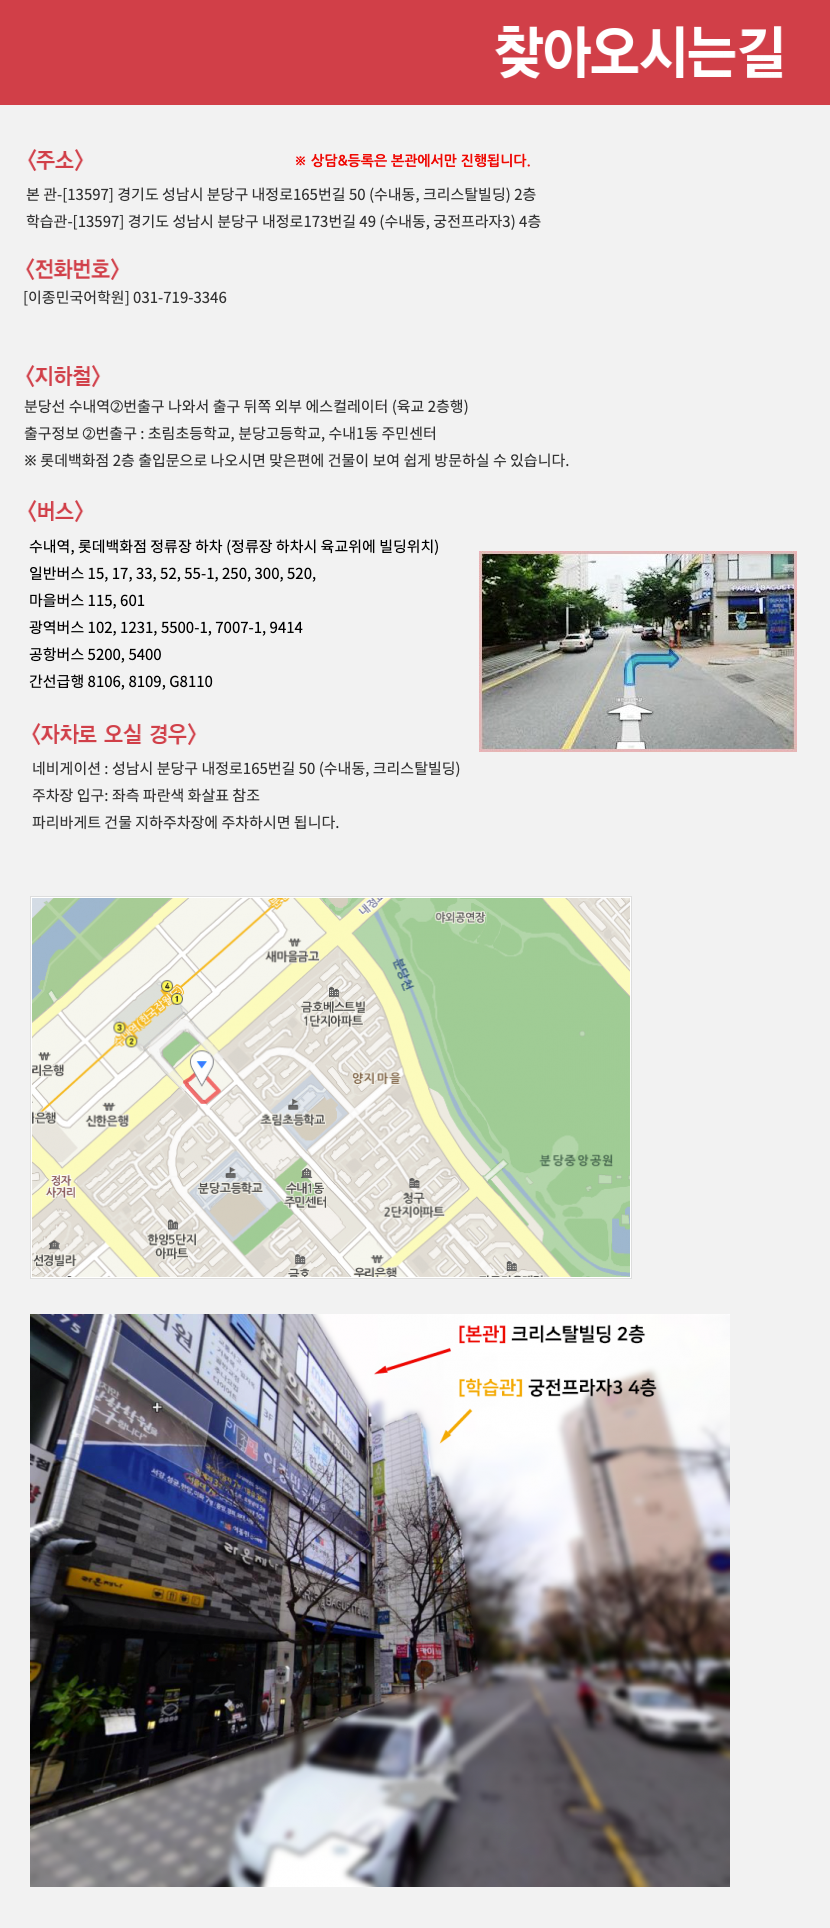 찾아오시는길
<주소>
※ 상담&등록은 본관에서만 진행됩니다.
본 관-[13597] 경기도 성남시 분당구 내정로165번길 50 (수내동, 크리스탈빌딩) 2층
학습관-[13597] 경기도 성남시 분당구 내정로173번길 49 (수내동, 궁전프라자3) 4층
<전화번호>
[이종민국어학원] 031-719-3346
<지하철>
분당선 수내역②번출구 나와서 출구 뒤쪽 외부 에스컬레이터 (육교 2층행)
출구정보 ②번출구 : 초림초등학교, 분당고등학교, 수내1동 주민센터
※ 롯데백화점 2층 출입문으로 나오시면 맞은편에 건물이 보여 쉽게 방문하실 수 있습니다.
<버스>
수내역, 롯데백화점 정류장 하차 (정류장 하차시 육교위에 빌딩위치)
일반버스 15, 17, 33, 52, 55-1, 250, 300, 520,
마을버스 115, 601
광역버스 102, 1231, 5500-1, 7007-1, 9414
공항버스 5200, 5400
간선급행 8106, 8109, G8110
PARIS BAGUETT
<자차로 오실 경우>
네비게이션 : 성남시 분당구 내정로165번길 50 (수내동, 크리스탈빌딩)
주차장 입구: 좌측 파란색 화살표 참조
파리바게트 건물 지하주차장에 주차하시면 됩니다.
내정로
야외공연장
새마을금고
분당천
4
1
금호베스트빌
1단지아파트
3
2
리은행
양지마을
신한은행
초림초등학교
분당중앙공원
정자
사거리
분당고등학교
수내1동
주민센터
청구
2단지아파트
한양5단지
아파트
선경빌라
금호
우리은행
[본관] 크리스탈빌딩 2층
[학습관] 궁전프라자3 4층
한의원
이종민국어
라온제나
BAGUETTE